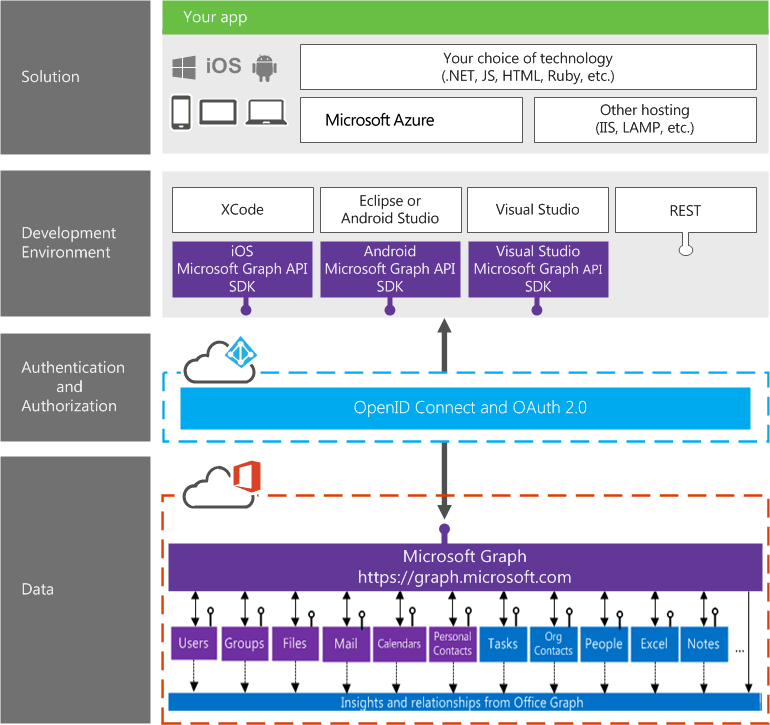 Your app
Solution
iOS
Your choice of technology
(.NET, JS, HTML, Ruby, etc.)
Microsoft Azure
Other hosting
(IIS, LAMP, etc.)
Development
Environment
XCode
Eclipse or
Android Studio
Visual Studio
REST
iOS
Microsoft Graph API
SDK
Android
Microsoft Graph API
SDK
Visual Studio
Microsoft Graph API
SDK
Authentication
and
Authorization
OpenID Connect and OAuth 2.0
Data
Microsoft Graph
https://graph.microsoft.com
Users
Groups
Files
Mail
Calendars
Personal
Contacts
Tasks
Org
Contacts
People
Excel
Notes
...
Insights and relationships from Office Graph